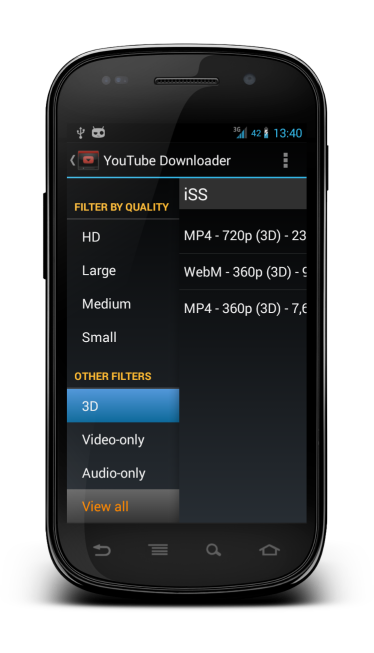 3G 42 13:40
YouTube Downloader
FILTER BY QUALITY
HD
Large
Medium
Small
OTHER FILTERS
3D
Video-only
Audio-only
View all
iSS
MP4 - 720p (3D) - 23
WebM - 360p (3D) - 9
MP4 - 360p (3D) - 7,6